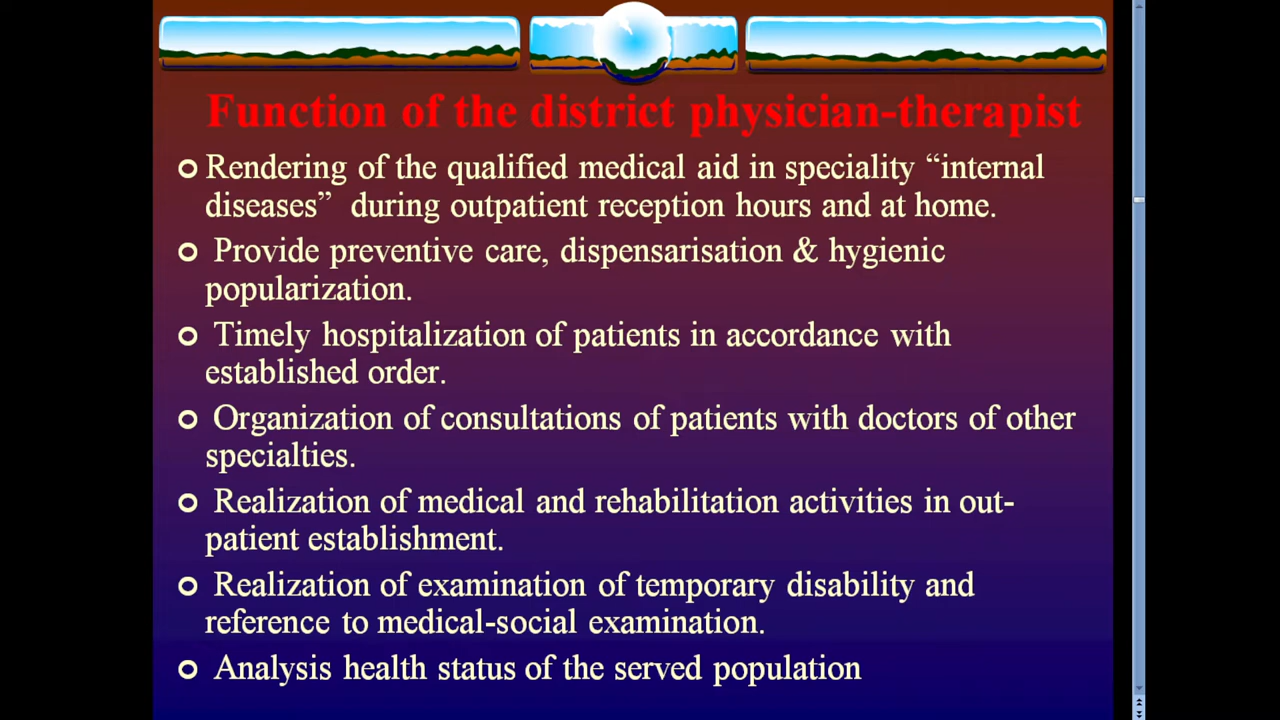 Function of the district physician-therapist
o Rendering of the qualified medical aid in speciality “internal
diseases” during outpatient reception hours and at home.
o Provide preventive care, dispensarisation & hygienic
popularization.
o Timely hospitalization of patients in accordance with
established order.
o Organization of consultations of patients with doctors of other
specialties.
o Realization of medical and rehabilitation activities in out-
patient establishment.
o Realization of examination of temporary disability and
reference to medical-social examination.
o Analysis health status of the served population